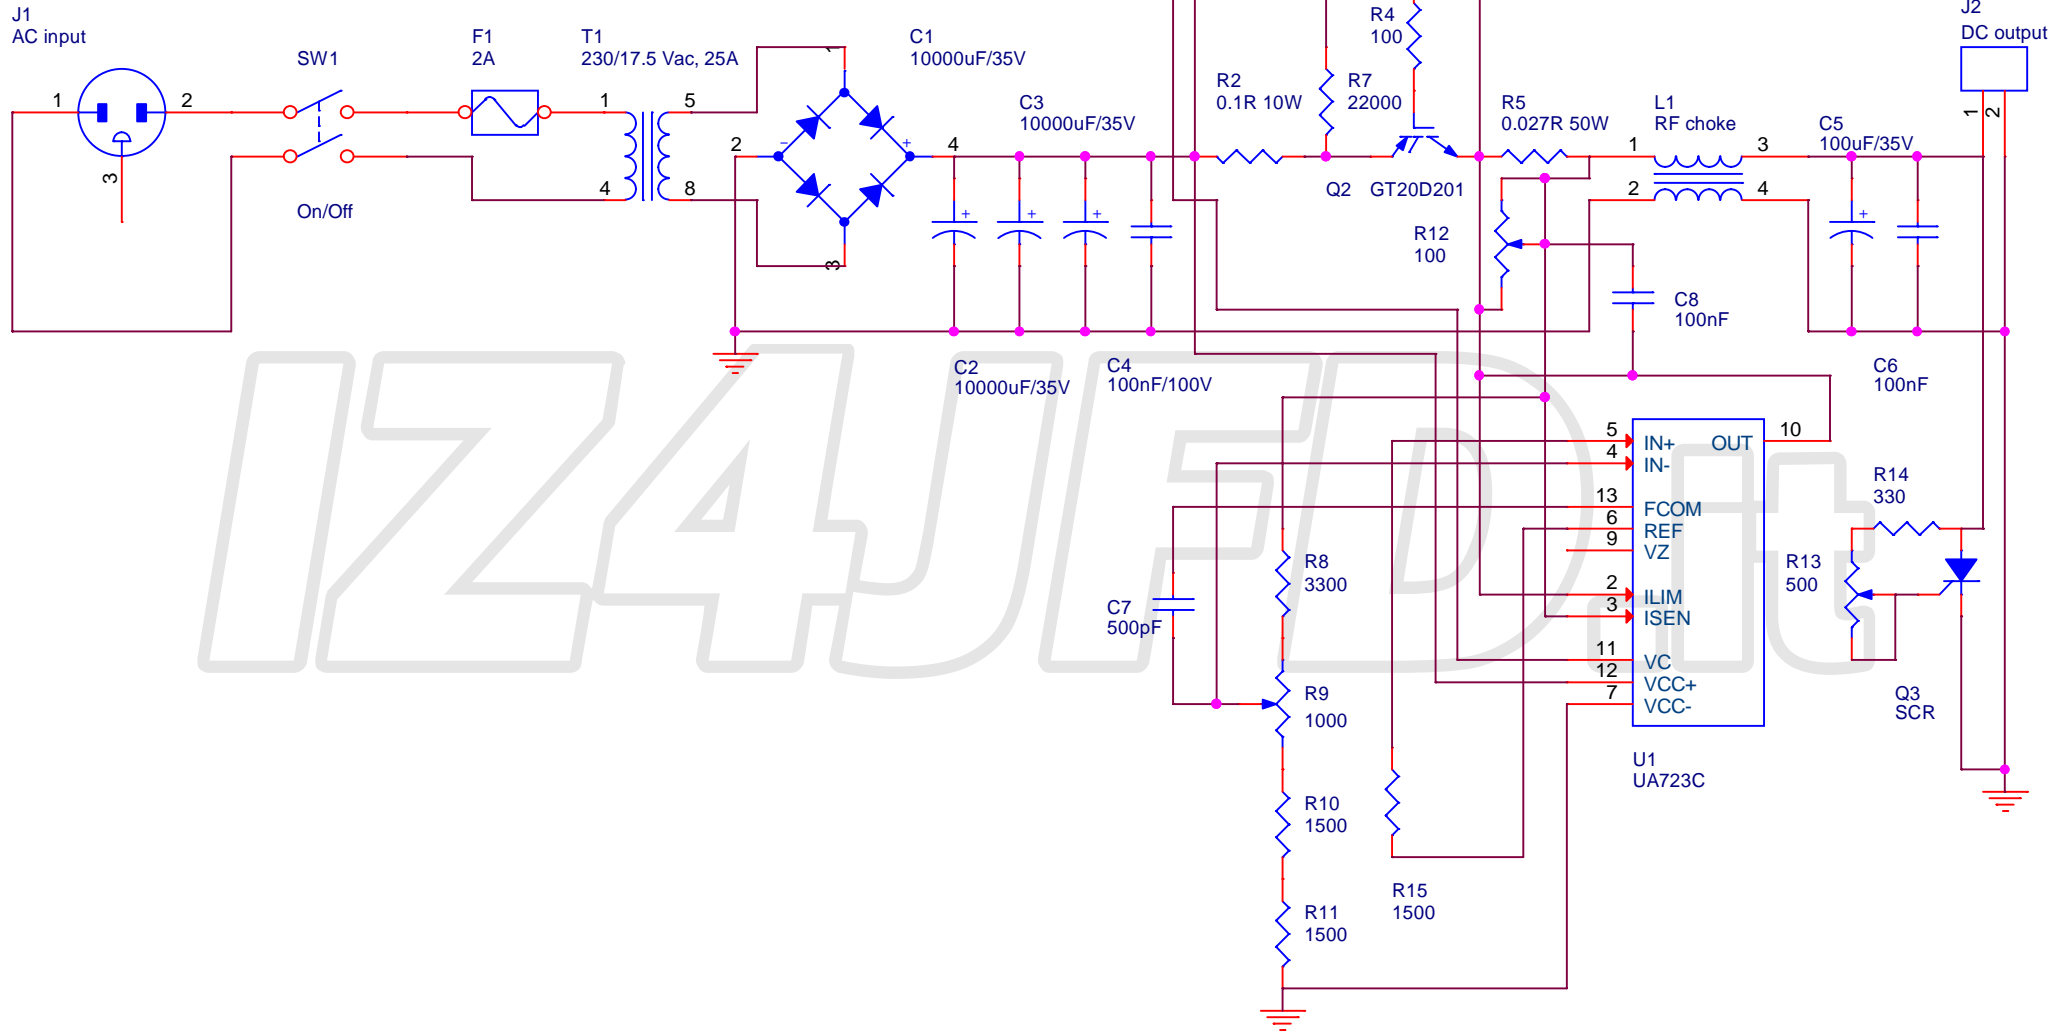 J1
AC input
SW1
F1
2A
T1
230/17.5 Vac, 25A
C1
10000uF/35V
C3
10000uF/35V
R2
0.1R 10W
R4
100
R7
22000
R5
0.027R 50W
L1
RF choke
C5
100uF/35V
J2
DC output
1
2
3
On/Off
1
4
5
8
1
2
-
+
4
3
+
+
+
Q2
GT20D201
1
2
3
4
+
1
2
R12
100
C8
100nF
C2
10000uF/35V
C4
100nF/100V
C6
100nF
IZ4JFD.it
5
IN+
OUT
10
4
IN-
13
FCOM
6
REF
9
VZ
2
ILIM
3
ISEN
11
VC
12
VCC+
7
VCC-
U1
UA723C
R14
330
R13
500
Q3
SCR
C7
500pF
R8
3300
R9
1000
R10
1500
R11
1500
R15
1500